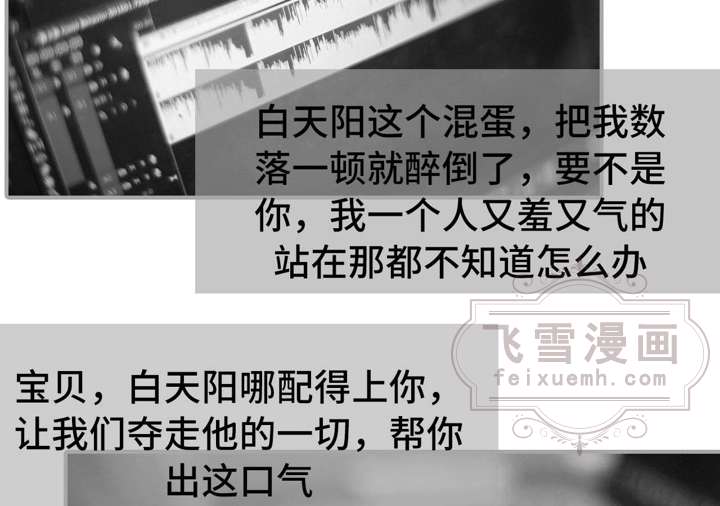 白天阳这个混蛋，把我数
落一顿就醉倒了，要不是
你，我一个人又羞又气的
站在那都不知道怎么办
飞雪漫画
feixuemh.com
宝贝，白天阳哪配得上你，
让我们夺走他的一切，帮你
出这口气